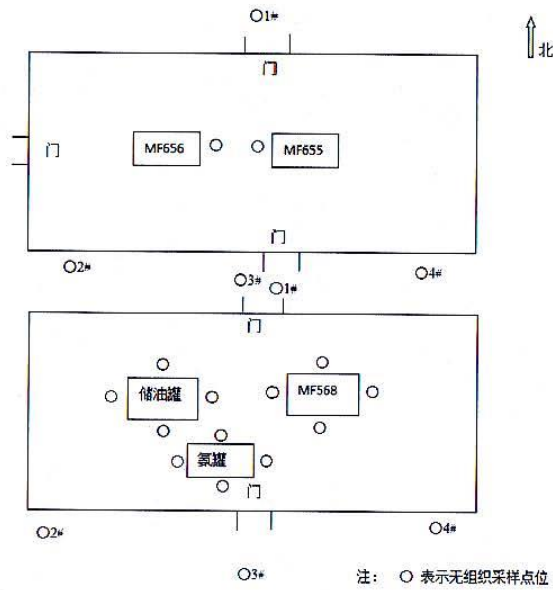 ○1#
北
门
门
MF656
MF655
门
○2#
○3#
○4#
○1#
门
储油罐
MF568
氨罐
门
○2#
○4#
○3#
注： ○ 表示无组织采样点位